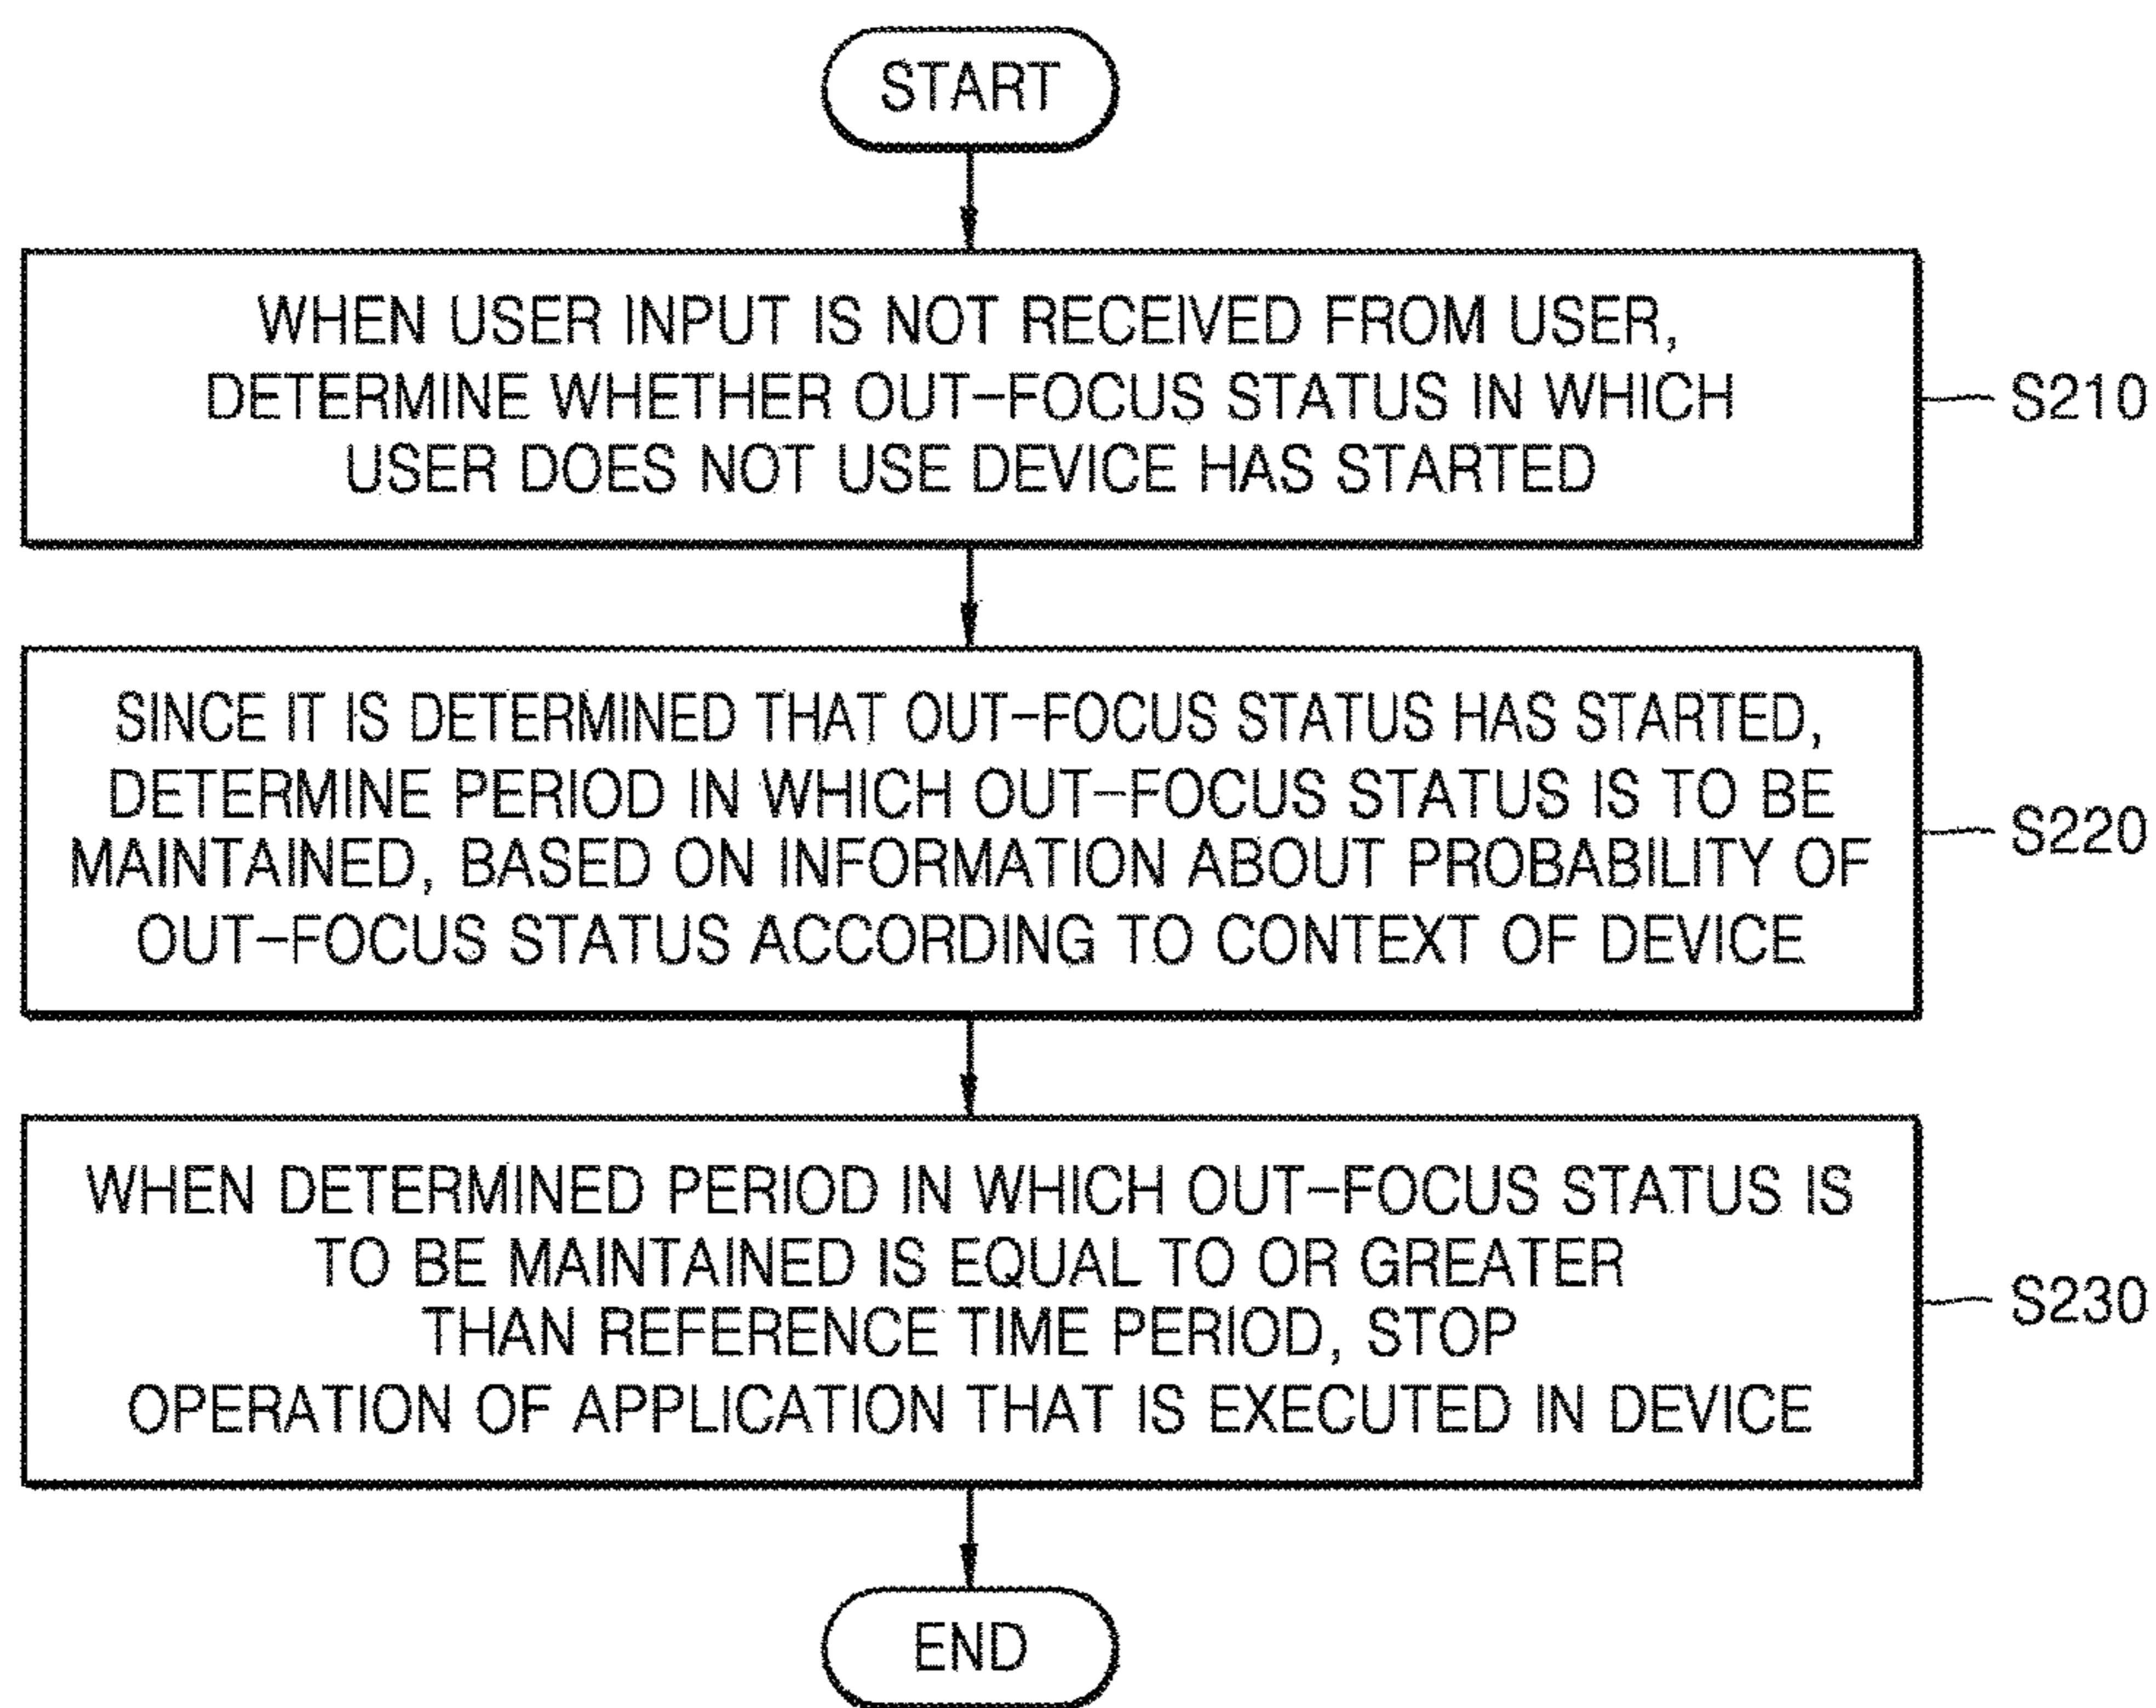 START
WHEN USER INPUT IS NOT RECEIVED FROM USER,
DETERMINE WHETHER OUT-FOCUS STATUS IN WHICH
USER DOES NOT USE DEVICE HAS STARTED
S210
SINCE IT IS DETERMINED THAT OUT-FOCUS STATUS HAS STARTED,
DETERMINE PERIOD IN WHICH OUT-FOCUS STATUS IS TO BE
MAINTAINED, BASED ON INFORMATION ABOUT PROBABILITY OF
OUT-FOCUS STATUS ACCORDING TO CONTEXT OF DEVICE
S220
WHEN DETERMINED PERIOD IN WHICH OUT-FOCUS STATUS IS
TO BE MAINTAINED IS EQUAL TO OR GREATER
THAN REFERENCE TIME PERIOD, STOP
OPERATION OF APPLICATION THAT IS EXECUTED IN DEVICE
S230
END